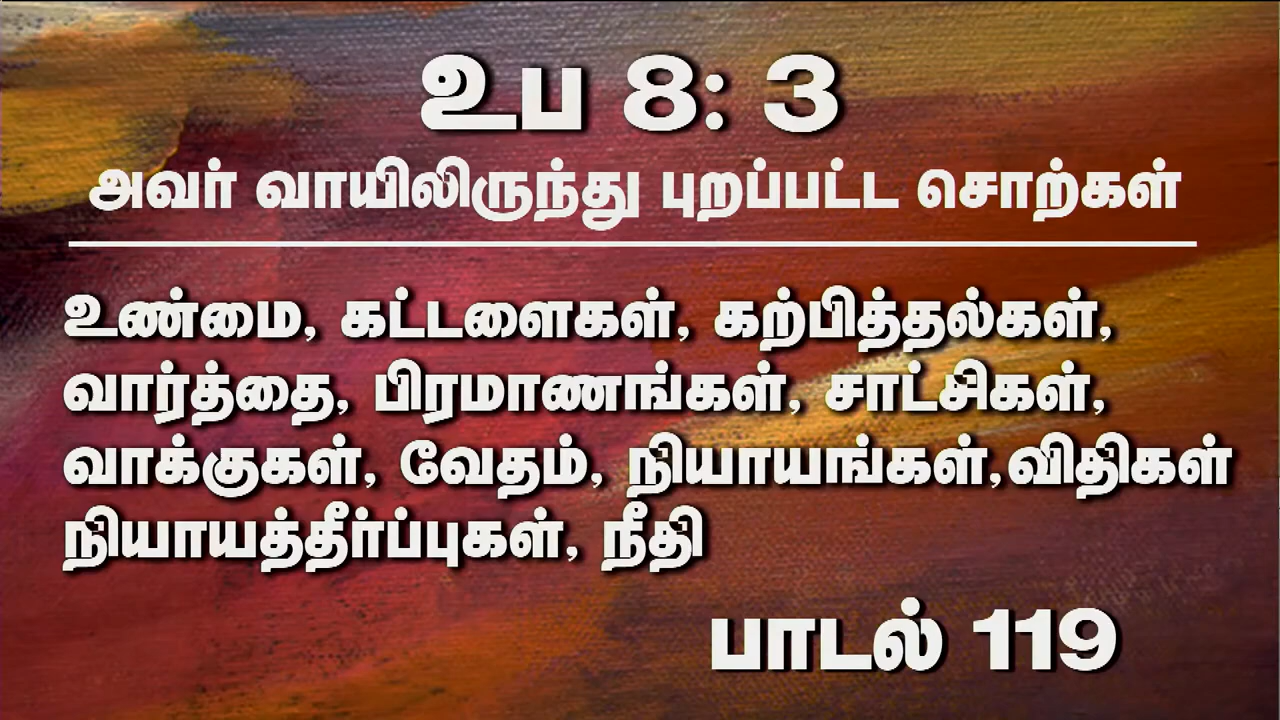 உப 8: 3
அவர் வாயிலிருந்து புறப்பட்ட சொற்கள்
உண்மை, கட்டளைகள், கற்பித்தல்கள்,
வார்த்தை, பிரமாணங்கள், சாட்சிகள்,
வாக்குகள், வேதம், நியாயங்கள்,விதிகள்
நியாயத்தீர்ப்புகள், நீதி
பாடல் 119